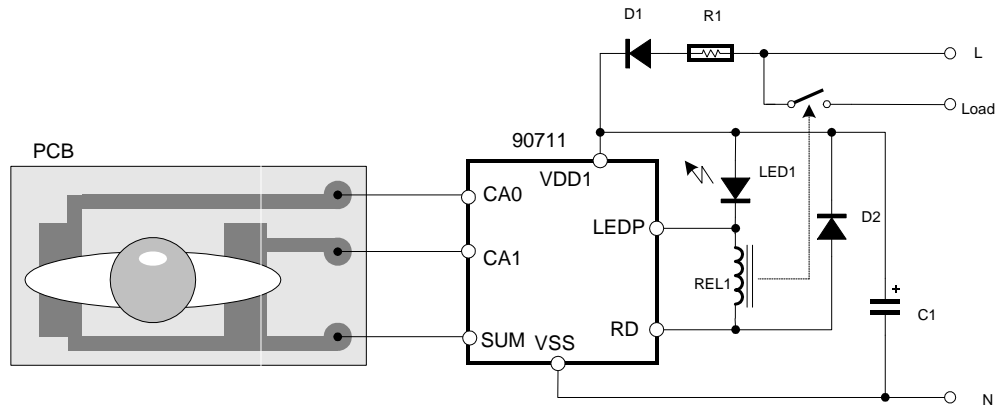 D1
R1
L
Load
PCB
90711
VDD1
LED1
CA0
LEDP
D2
CA1
REL1
+
C1
RD
SUM
VSS
N